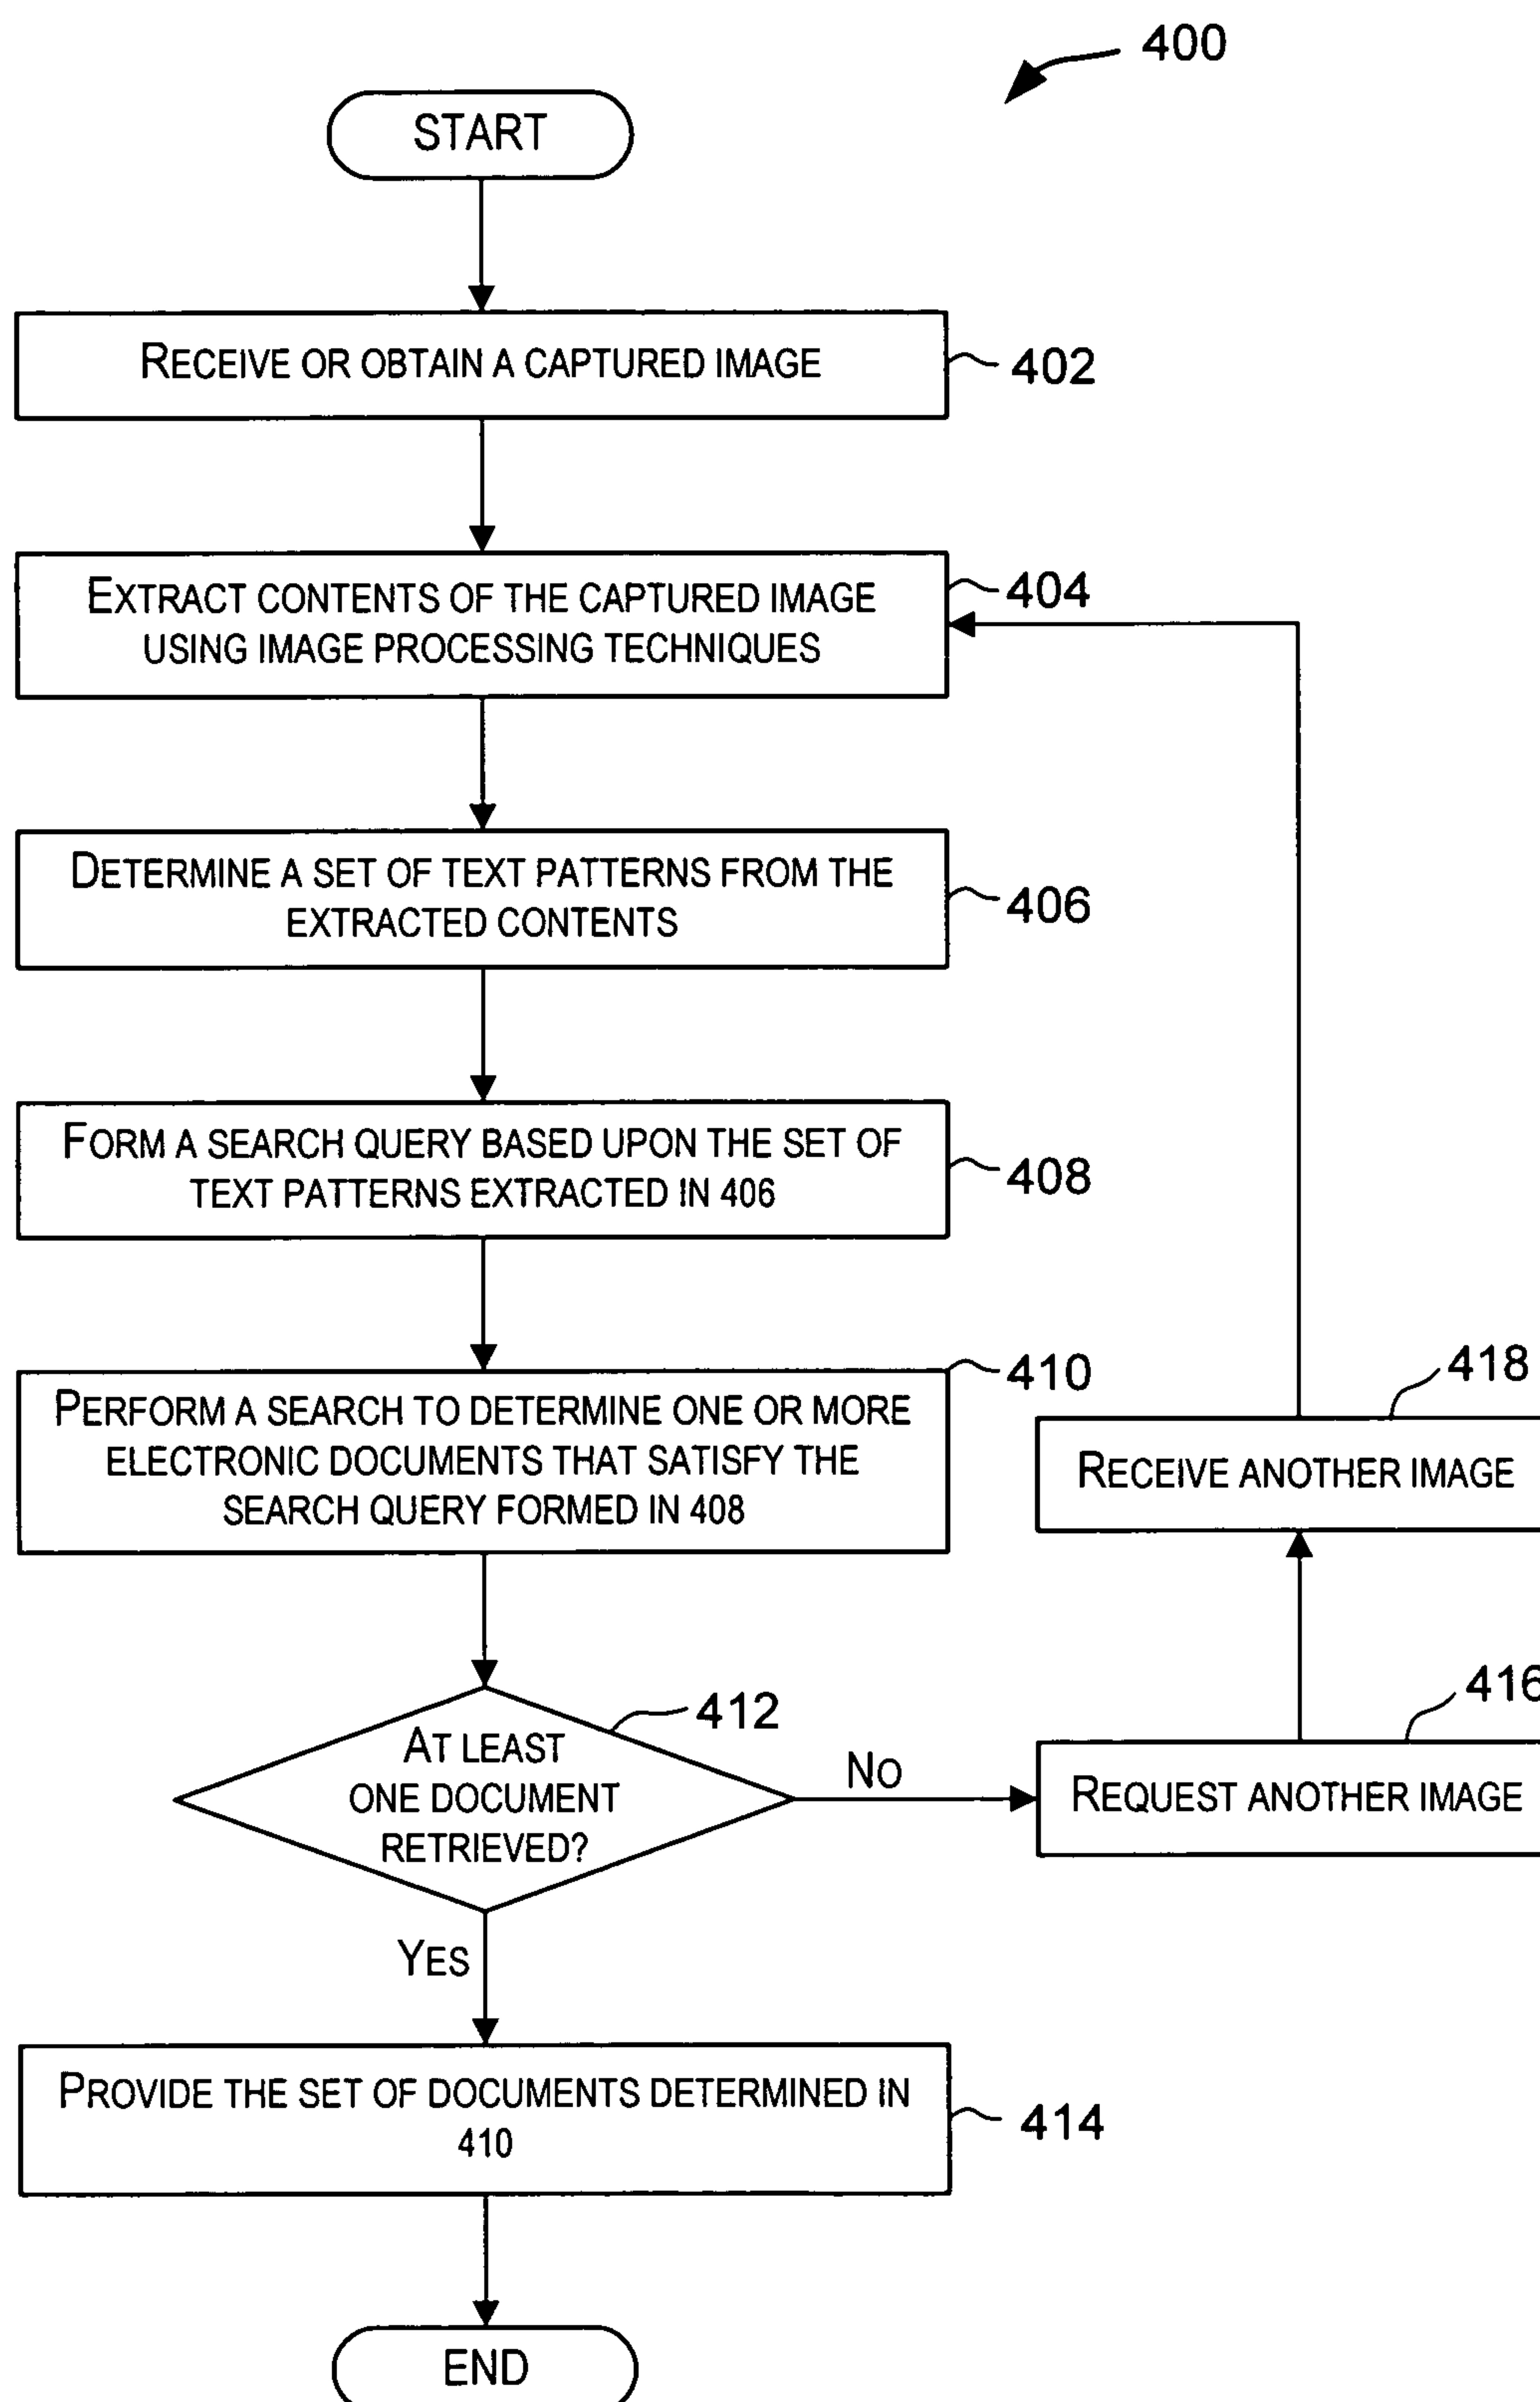 400
START
RECEIVE OR OBTAIN A CAPTURED IMAGE
402
EXTRACT CONTENTS OF THE CAPTURED IMAGE
USING IMAGE PROCESSING TECHNIQUES
404
DETERMINE A SET OF TEXT PATTERNS FROM THE
EXTRACTED CONTENTS
406
FORM A SEARCH QUERY BASED UPON THE SET OF
TEXT PATTERNS EXTRACTED IN 406
408
PERFORM A SEARCH TO DETERMINE ONE OR MORE
ELECTRONIC DOCUMENTS THAT SATISFY THE
SEARCH QUERY FORMED IN 408
410
418
RECEIVE ANOTHER IMAGE
412
AT LEAST
ONE DOCUMENT
RETRIEVED?
NO
416
REQUEST ANOTHER IMAGE
YES
PROVIDE THE SET OF DOCUMENTS DETERMINED IN
410
414
END